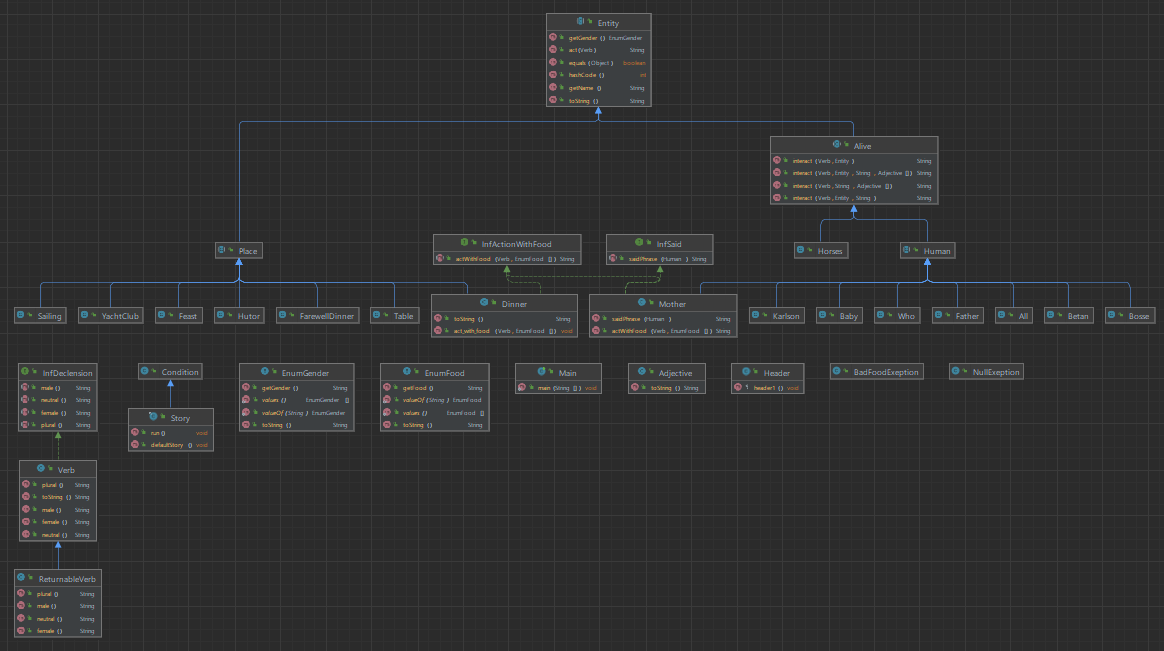 Entity
getGender () EnumGender
act (Verb) String
equals (Object) boolean
hashCode () int
getName () String
toString () String
Alive
interact (Verb, Entity) String
interact (Verb, Entity, String, Adjective []) String
interact (Verb, String, Adjective []) String
interact (Verb, Entity, String) String
Place
InfActionWithFood
actWithFood (Verb, EnumFood []) String
InfSaid
saidPhrase (Human) String
Horses
Human
Sailing
YachtClub
Feast
Hutor
FarewellDinner
Table
Dinner
toString () String
act_with_food (Verb, EnumFood []) void
Mother
saidPhrase (Human) String
actWithFood (Verb, EnumFood []) String
Karlson
Baby
Who
Father
All
Betan
Bosse
InfDeclension
male () String
neutral () String
female () String
plural () String
Condition
Story
run () void
defaultStory () void
EnumGender
getGender () String
values () EnumGender []
valueOf (String) EnumGender
toString () String
EnumFood
getFood () String
valueOf (String) EnumFood
values () EnumFood []
toString () String
Main
main (String []) void
Adjective
toString () String
Header
header1 () String
BadFoodExeption
NullExeption
Verb
plural () String
toString () String
male () String
female () String
neutral () String
ReturnableVerb
plural () String
male () String
neutral () String
female () String